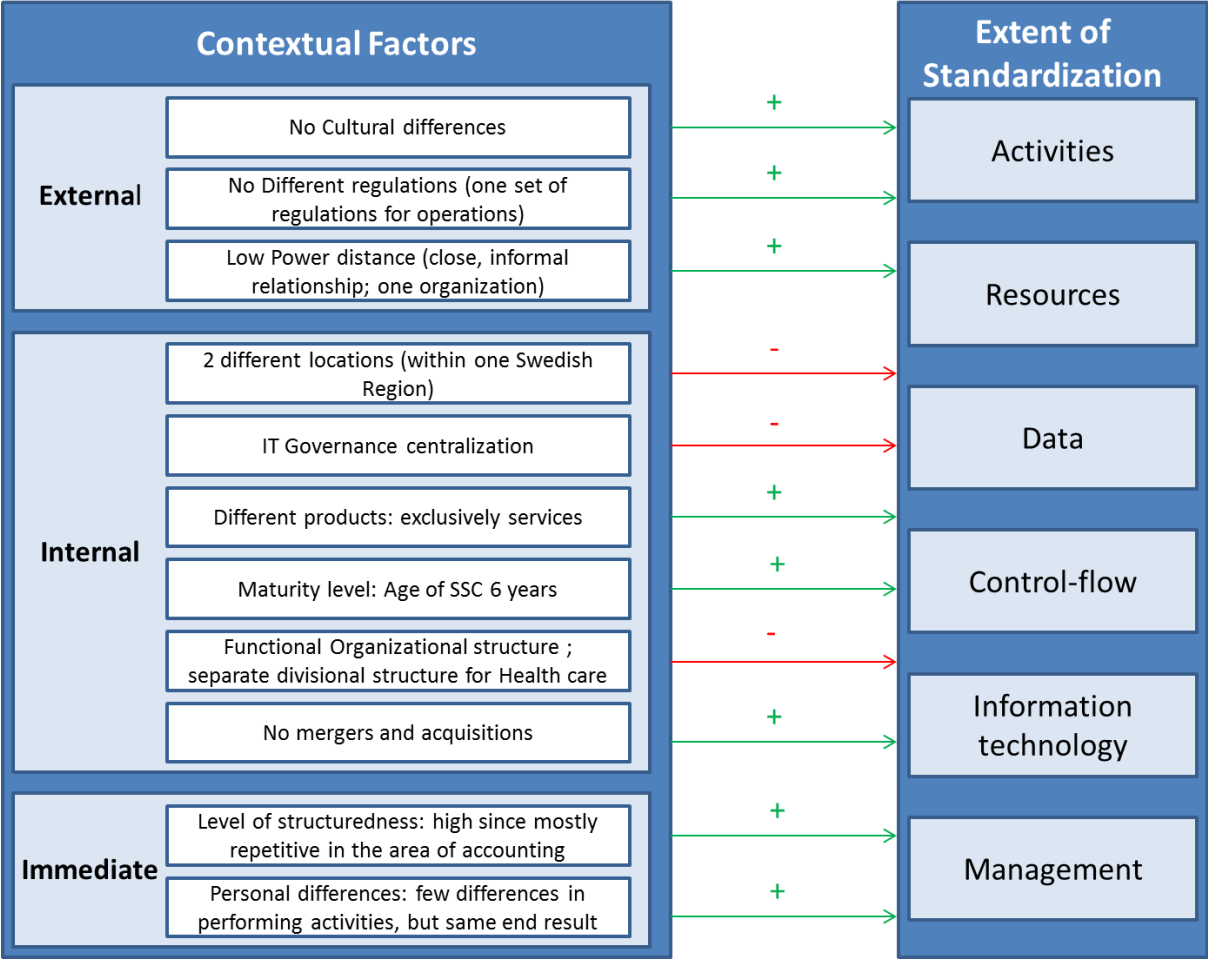 Contextual Factors
External
No Cultural differences
No Different regulations (one set of
regulations for operations)
Low Power distance (close, informal
relationship; one organization)
Internal
2 different locations (within one Swedish
Region)
IT Governance centralization
Different products: exclusively services
Maturity level: Age of SSC 6 years
Functional Organizational structure ;
separate divisional structure for Health care
No mergers and acquisitions
Immediate
Level of structuredness: high since mostly
repetitive in the area of accounting
Personal differences: few differences in
performing activities, but same end result
+
+
+
-
-
+
+
-
+
+
+
Extent of
Standardization
Activities
Resources
Data
Control-flow
Information
technology
Management